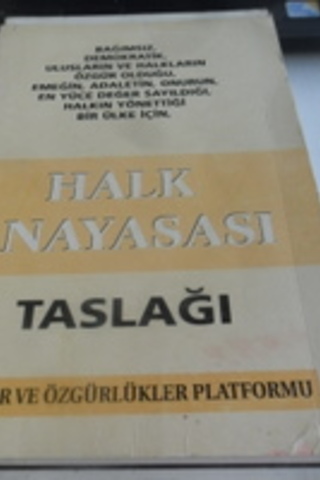 BAĞIMSIZ,
DEMOKRATİK,
ULUSLARIN VE HALKLARIN
ÖZGÜR OLDUĞU,
EMEĞİN, ADALETİN, ONURUN,
EN YÜCE DEĞER SAYILDIĞI,
HALKIN YÖNETTİĞİ
BİR ÜLKE İÇİN,
HALK
NAYASASI
TASLAĞI
R VE ÖZGÜRLÜKLER PLATFORMU